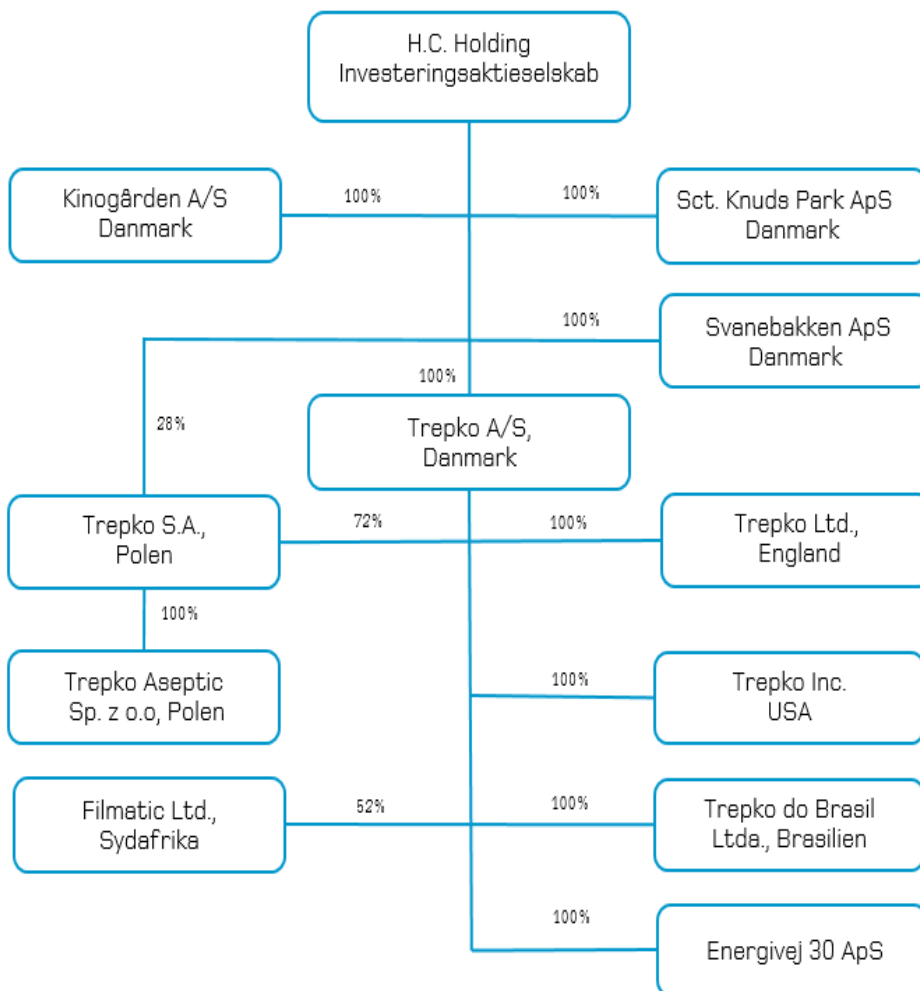 H.C. Holding
Investeringsaktieselskab
Kinogården A/S
Danmark
100%
100%
Sct. Knuds Park ApS
Danmark
100%
Svanebakken ApS
Danmark
100%
28%
Trepko A/S,
Danmark
Trepko S.A.,
Polen
72%
100%
Trepko Ltd.,
England
100%
Trepko Aseptic
Sp. z o.o, Polen
100%
Trepko Inc.
USA
Filmatic Ltd.,
Sydafrika
52%
100%
Trepko do Brasil
Ltda., Brasilien
100%
Energivej 30 ApS